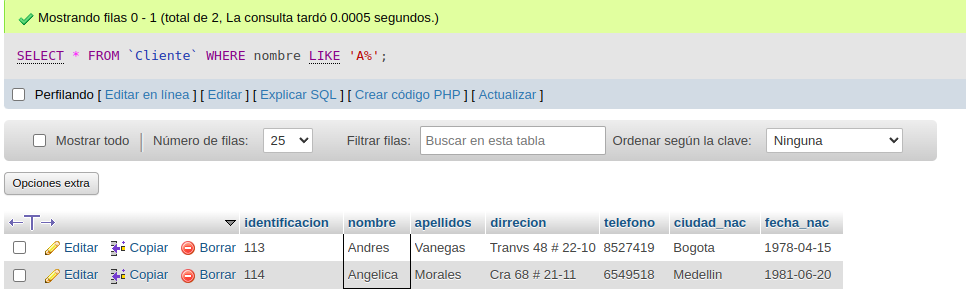 Mostrando filas 0 - 1 (total de 2, La consulta tardó 0.0005 segundos.)
SELECT * FROM `Cliente` WHERE nombre LIKE 'A%';
Perfilando [ Editar en línea ] [ Editar ] [ Explicar SQL ] [ Crear código PHP ] [ Actualizar ]
Mostrar todo Número de filas: 25 Filtrar filas: Buscar en esta tabla Ordenar según la clave: Ninguna
Opciones extra
←T→ identificacion nombre apellidos dirrecion telefono ciudad_nac fecha_nac
Editar Copiar Borrar 113 Andres Vanegas Tranvs 48 # 22-10 8527419 Bogota 1978-04-15
Editar Copiar Borrar 114 Angelica Morales Cra 68 # 21-11 6549518 Medellin 1981-06-20